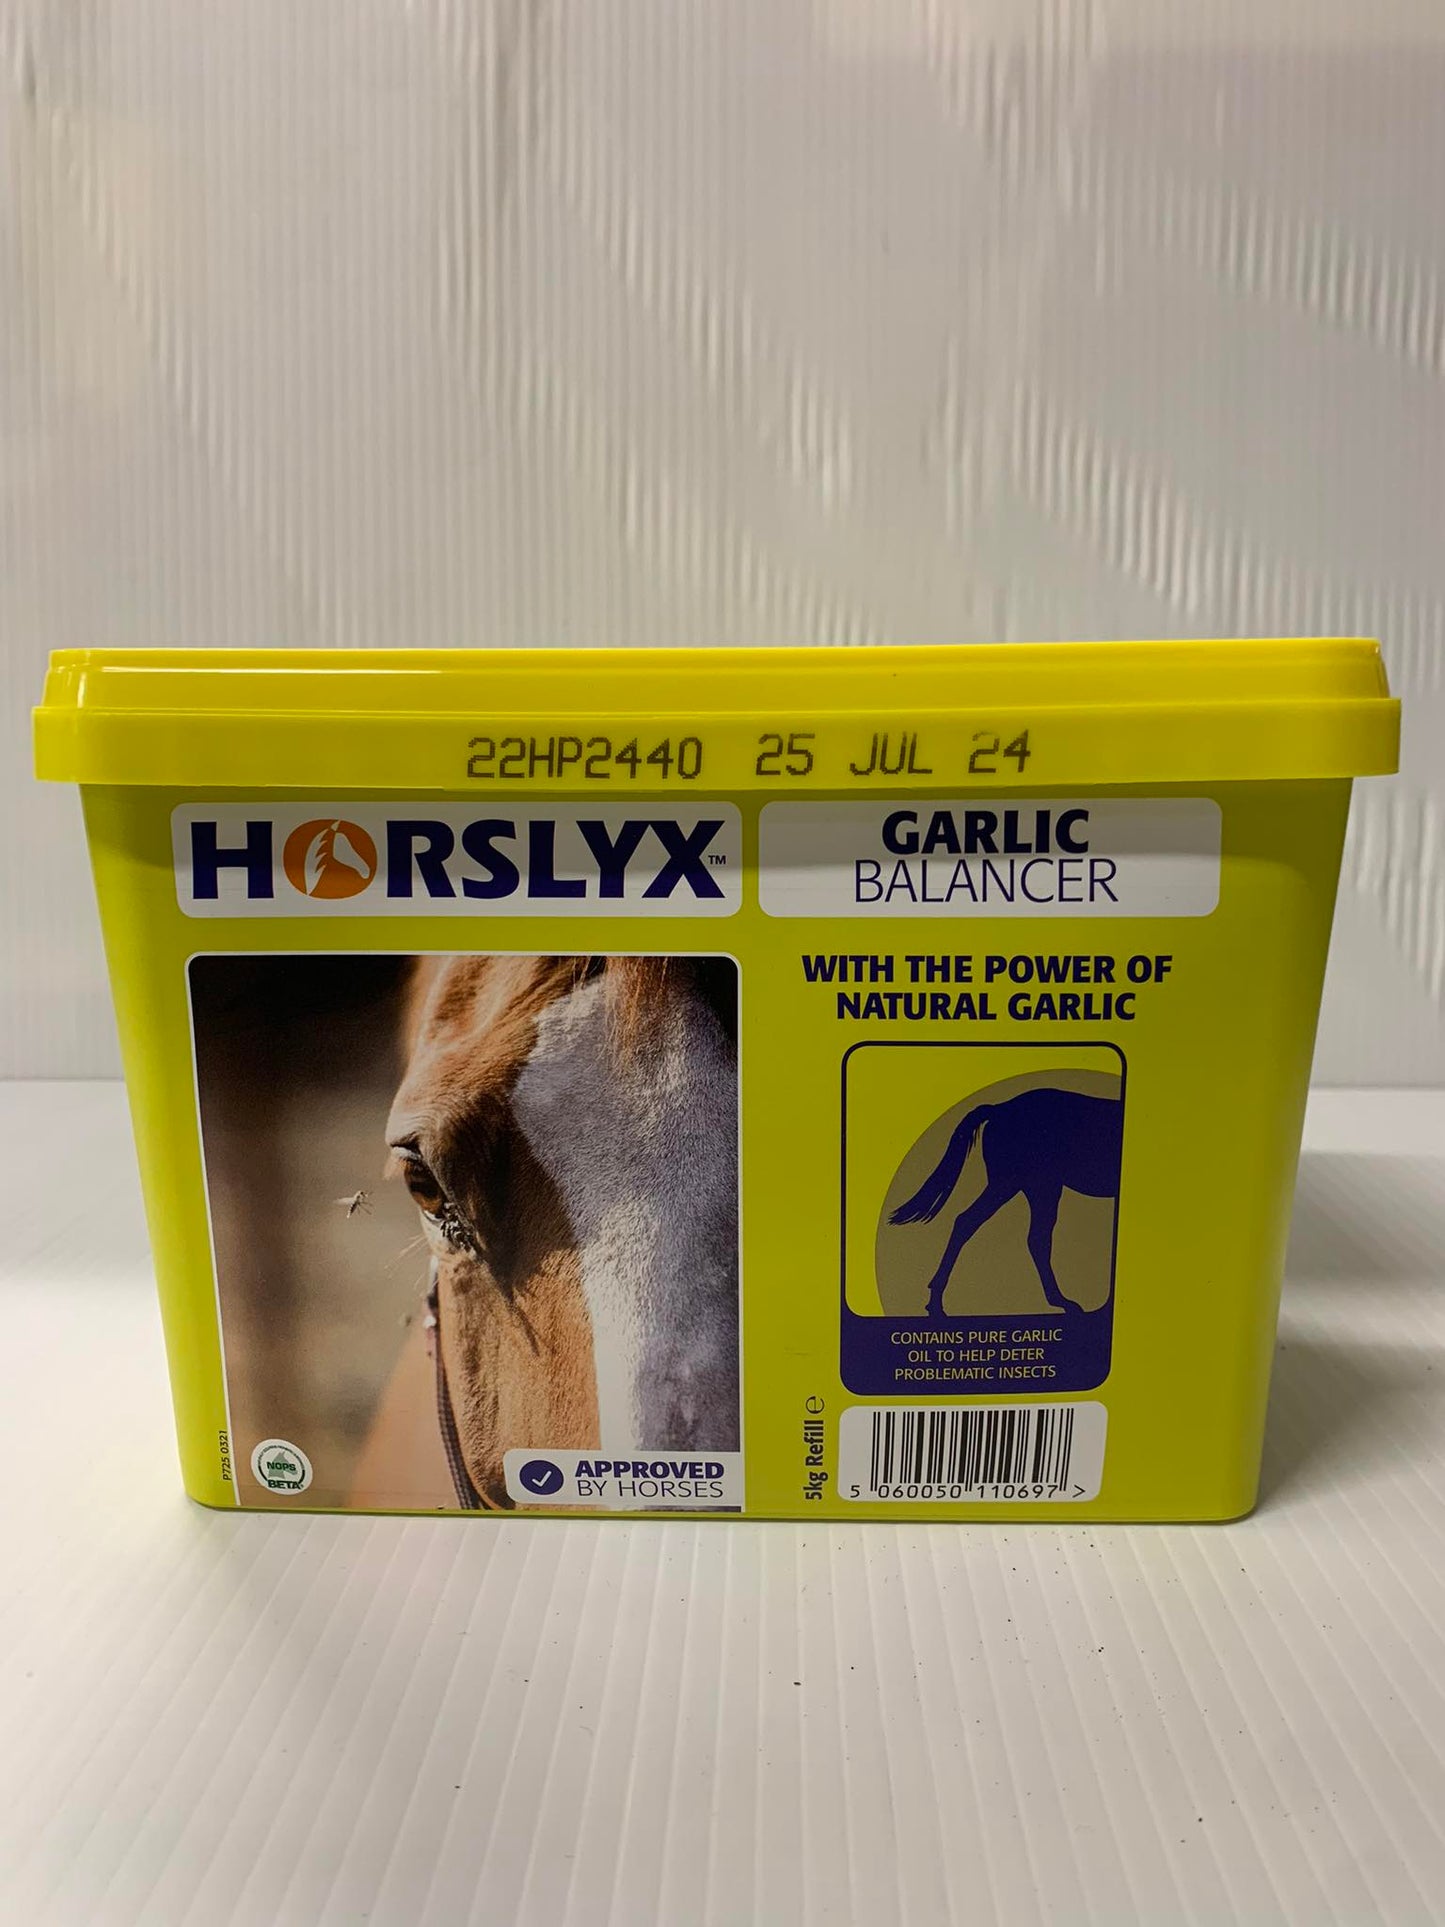 22HP2440 25 JUL 24
HORSLYX™
GARLIC
BALANCER
WITH THE POWER OF
NATURAL GARLIC
CONTAINS PURE GARLIC
OIL TO HELP DETER
PROBLEMATIC INSECTS
P725 0321
NOPS
BETA
APPROVED
BY HORSES
5kg Refill ℮
5 060050 110697 >